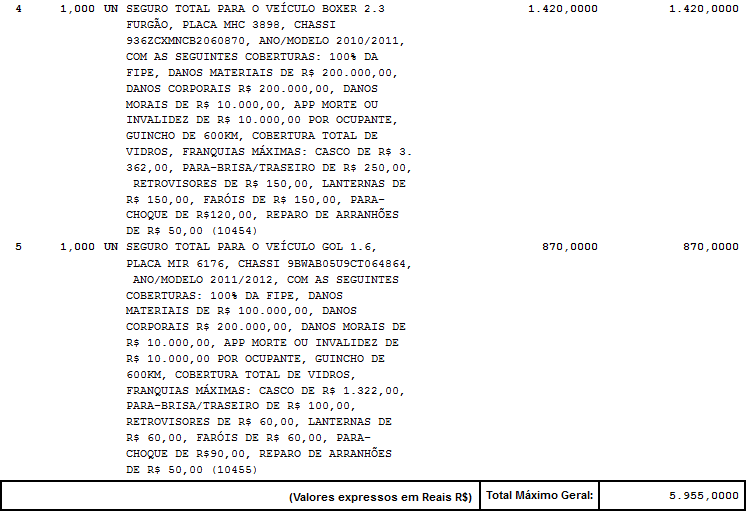 4 1,000 UN SEGURO TOTAL PARA O VEÍCULO BOXER 2.3 1.420,0000 1.420,0000
FURGÃO, PLACA MHC 3898, CHASSI
936ZCXMNCB2060870, ANO/MODELO 2010/2011,
COM AS SEGUINTES COBERTURAS: 100% DA
FIPE, DANOS MATERIAIS DE R$ 200.000,00,
DANOS CORPORAIS R$ 200.000,00, DANOS
MORAIS DE R$ 10.000,00, APP MORTE OU
INVALIDEZ DE R$ 10.000,00 POR OCUPANTE,
GUINCHO DE 600KM, COBERTURA TOTAL DE
VIDROS, FRANQUIAS MÁXIMAS: CASCO DE R$ 3.
362,00, PARA-BRISA/TRASEIRO DE R$ 250,00,
RETROVISORES DE R$ 150,00, LANTERNAS DE
R$ 150,00, FARÓIS DE R$ 150,00, PARA-
CHOQUE DE R$120,00, REPARO DE ARRANHÕES
DE R$ 50,00 (10454)
5 1,000 UN SEGURO TOTAL PARA O VEÍCULO GOL 1.6, 870,0000 870,0000
PLACA MIR 6176, CHASSI 9BWAB05U9CT064864,
ANO/MODELO 2011/2012, COM AS SEGUINTES
COBERTURAS: 100% DA FIPE, DANOS
MATERIAIS DE R$ 100.000,00, DANOS
CORPORAIS R$ 200.000,00, DANOS MORAIS DE
R$ 10.000,00, APP MORTE OU INVALIDEZ DE
R$ 10.000,00 POR OCUPANTE, GUINCHO DE
600KM, COBERTURA TOTAL DE VIDROS,
FRANQUIAS MÁXIMAS: CASCO DE R$ 1.322,00,
PARA-BRISA/TRASEIRO DE R$ 100,00,
RETROVISORES DE R$ 60,00, LANTERNAS DE
R$ 60,00, FARÓIS DE R$ 60,00, PARA-
CHOQUE DE R$90,00, REPARO DE ARRANHÕES
DE R$ 50,00 (10455)
(Valores expressos em Reais R$) Total Máximo Geral: 5.955,0000